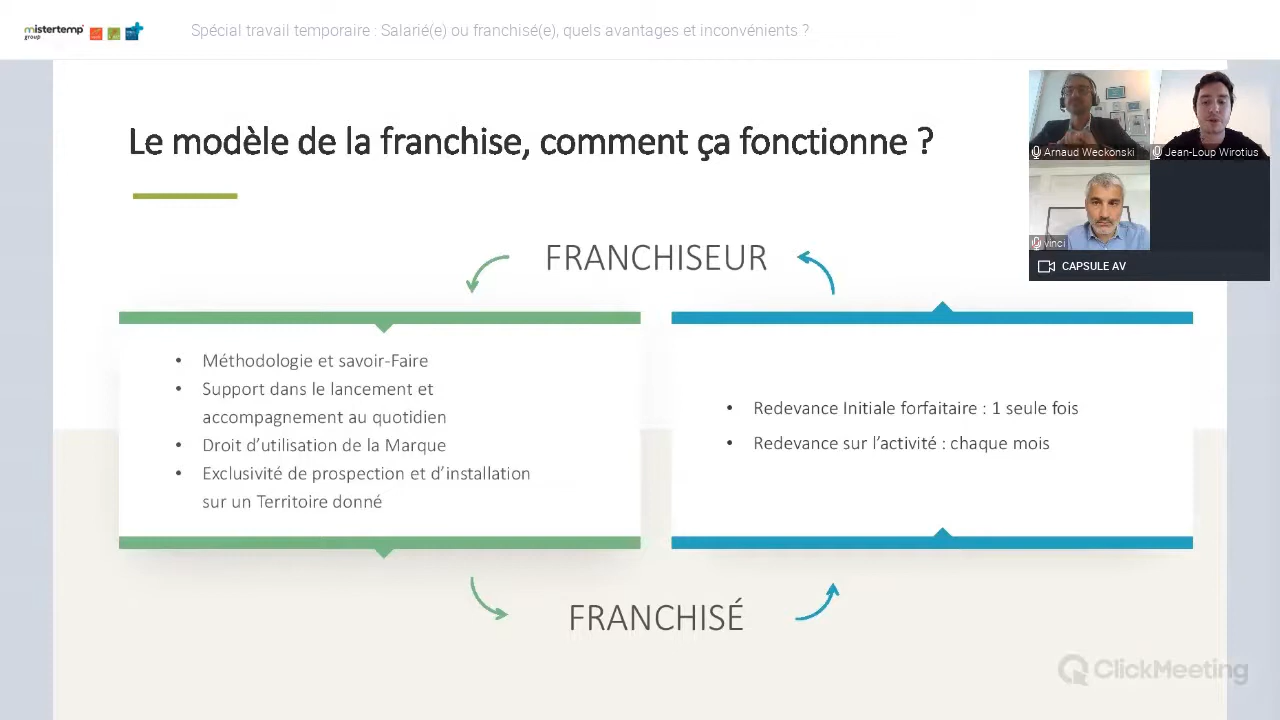 mistertemp'
group
Spécial travail temporaire : Salarié(e) ou franchisé(e), quels avantages et inconvénients ?
Le modèle de la franchise, comment ça fonctionne ?
Arnaud Weckonski
Jean-Loup Wirotius
vinci
CAPSULE AV
FRANCHISEUR
• Méthodologie et savoir-Faire
• Support dans le lancement et
accompagnement au quotidien
• Droit d'utilisation de la Marque
• Exclusivité de prospection et d'installation
sur un Territoire donné
• Redevance Initiale forfaitaire : 1 seule fois
• Redevance sur l'activité : chaque mois
FRANCHISÉ
ClickMeeting